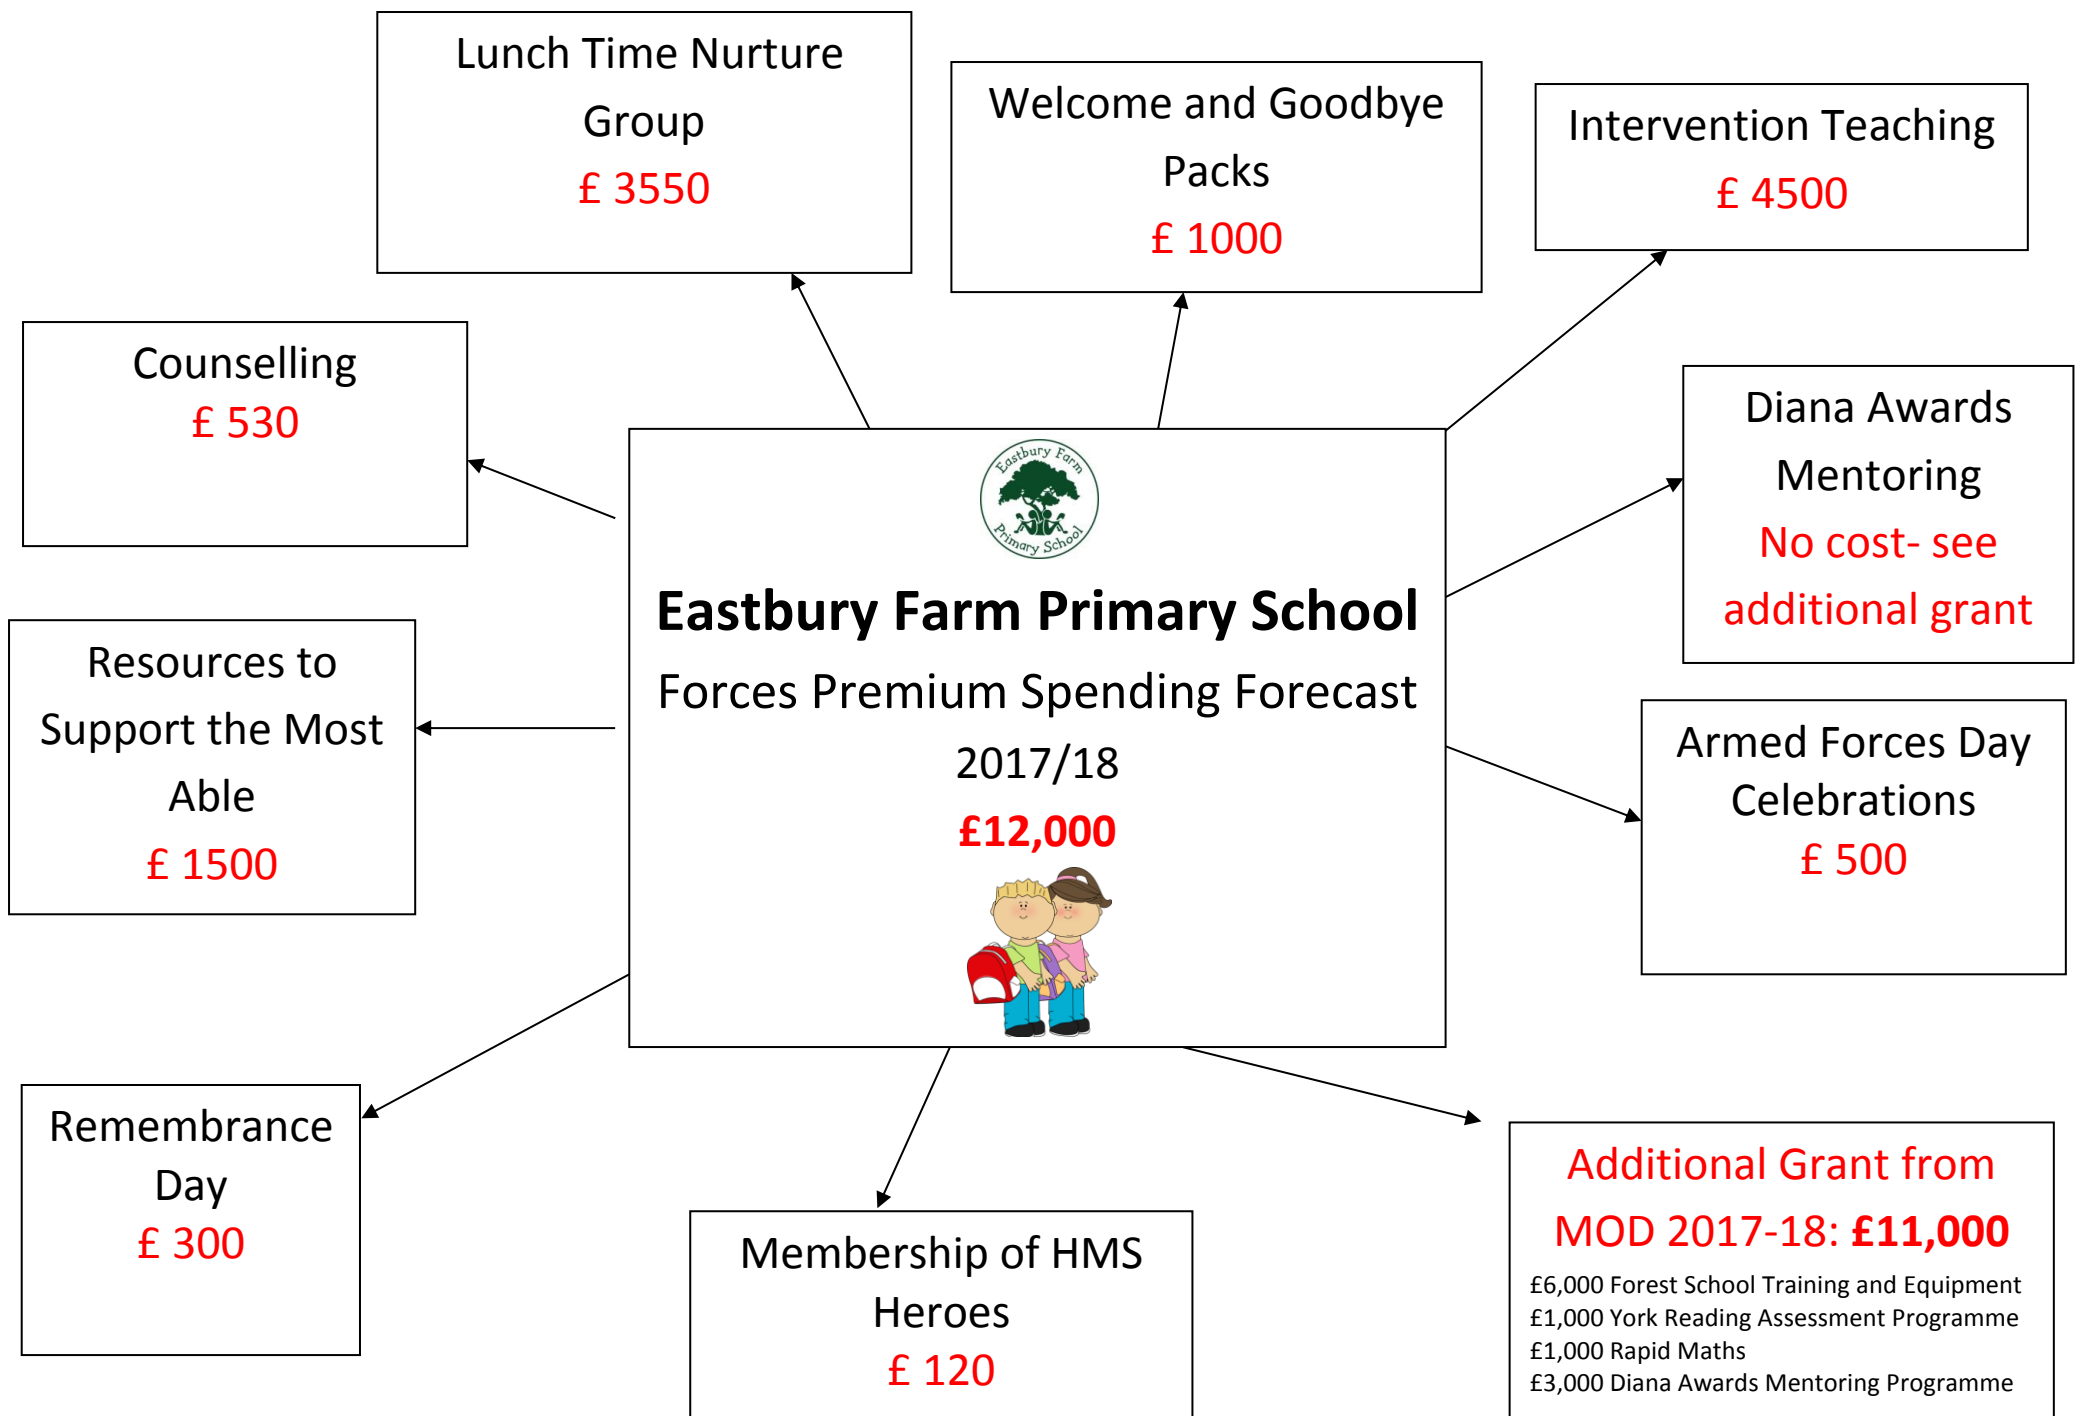 Lunch Time Nurture
Group
£ 3550
Welcome and Goodbye
Packs
£ 1000
Intervention Teaching
£ 4500
Counselling
£ 530
Diana Awards
Mentoring
No cost- see
additional grant
Eastbury Farm
Primary School
Eastbury Farm Primary School
Forces Premium Spending Forecast
2017/18
£12,000
Resources to
Support the Most
Able
£ 1500
Armed Forces Day
Celebrations
£ 500
Remembrance
Day
£ 300
Membership of HMS
Heroes
£ 120
Additional Grant from
MOD 2017-18: £11,000
£6,000 Forest School Training and Equipment
£1,000 York Reading Assessment Programme
£1,000 Rapid Maths
£3,000 Diana Awards Mentoring Programme